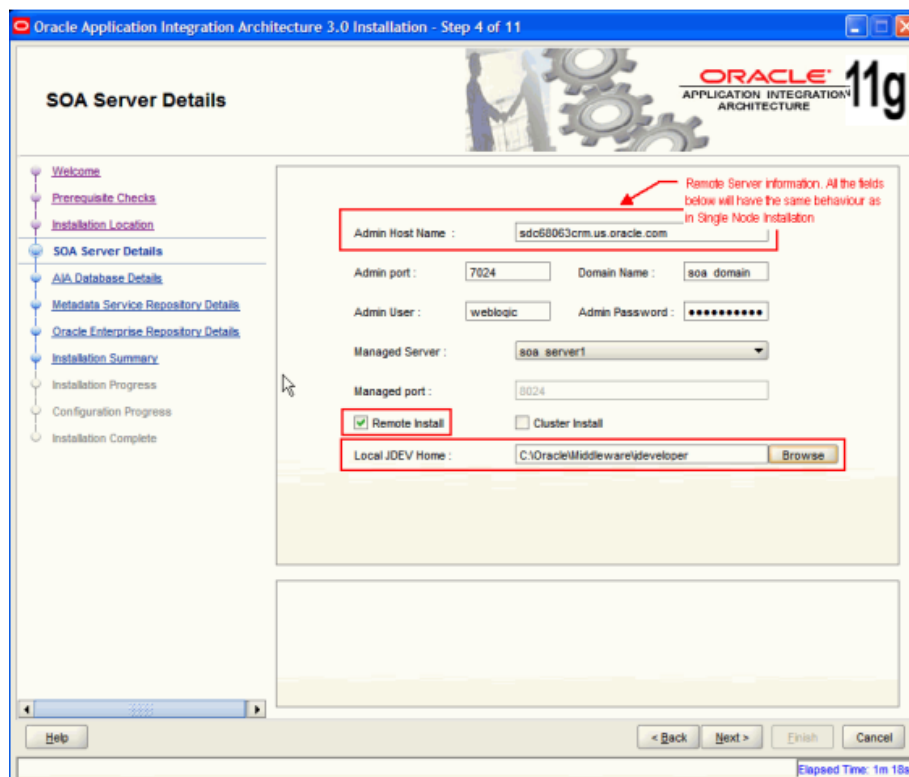 Oracle Application Integration Architecture 3.0 Installation - Step 4 of 11
SOA Server Details
ORACLE
APPLICATION INTEGRATION
ARCHITECTURE
11g
Welcome
Prerequisite Checks
Installation Location
SOA Server Details
AIA Database Details
Metadata Service Repository Details
Oracle Enterprise Repository Details
Installation Summary
Installation Progress
Configuration Progress
Installation Complete
Remote Server information. All the fields
below will have the same behaviour as
in Single Node Installation
Admin Host Name : sdc68063crm.us.oracle.com
Admin port : 7024 Domain Name : soa_domain
Admin User : weblogic Admin Password : ••••••••••
Managed Server : soa_server1
Managed port : 8024
Remote Install Cluster Install
Local JDEV Home : C:\Oracle\Middleware\jdeveloper Browse
Help < Back Next > Finish Cancel
Elapsed Time: 1m 18s